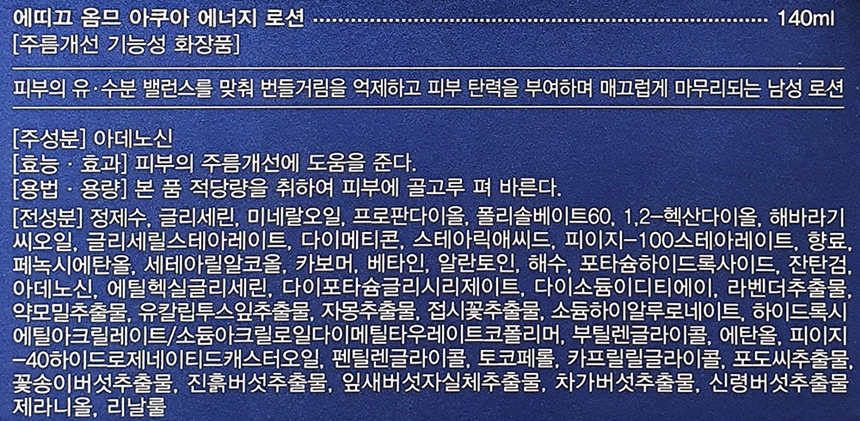 에띠끄 옴므 아쿠아 에너지 로션 ······················································ 140ml
[주름개선 기능성 화장품]
피부의 유·수분 밸런스를 맞춰 번들거림을 억제하고 피부 탄력을 부여하며 매끄럽게 마무리되는 남성 로션
[주성분] 아데노신
[효능 · 효과] 피부의 주름개선에 도움을 준다.
[용법 · 용량] 본 품 적당량을 취하여 피부에 골고루 펴 바른다.
[전성분] 정제수, 글리세린, 미네랄오일, 프로판다이올, 폴리솔베이트60, 1,2-헥산다이올, 해바라기
씨오일, 글리세릴스테아레이트, 다이메티콘, 스테아릭애씨드, 피이지-100스테아레이트, 향료,
페녹시에탄올, 세테아릴알코올, 카보머, 베타인, 알란토인, 해수, 포타슘하이드록사이드, 잔탄검,
아데노신, 에틸헥실글리세린, 다이포타슘글리시리제이트, 다이소듐이디티에이, 라벤더추출물,
약모밀추출물, 유칼립투스잎추출물, 자몽추출물, 접시꽃추출물, 소듐하이알루로네이트, 하이드록시
에틸아크릴레이트/소듐아크릴로일다이메틸타우레이트코폴리머, 부틸렌글라이콜, 에탄올, 피이지
-40하이드로제네이티드캐스터오일, 펜틸렌글라이콜, 토코페롤, 카프릴릴글라이콜, 포도씨추출물,
꽃송이버섯추출물, 진흙버섯추출물, 잎새버섯자실체추출물, 차가버섯추출물, 신령버섯추출물
제라니올, 리날룰